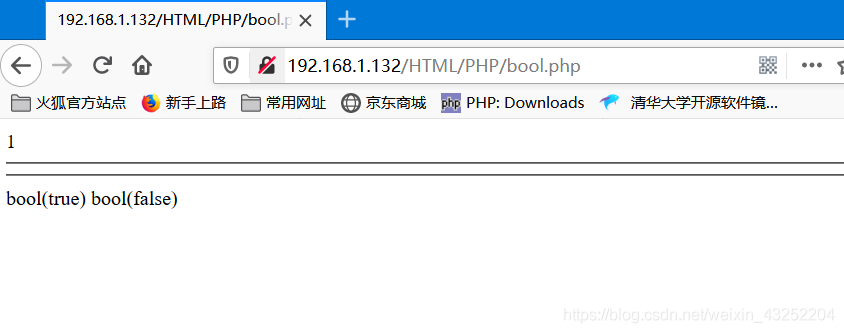 192.168.1.132/HTML/PHP/bool.p
192.168.1.132/HTML/PHP/bool.php
火狐官方站点 新手上路 常用网址 京东商城 php PHP: Downloads 清华大学开源软件镜...
1
bool(true) bool(false)
https://blog.csdn.net/weixin_43252204